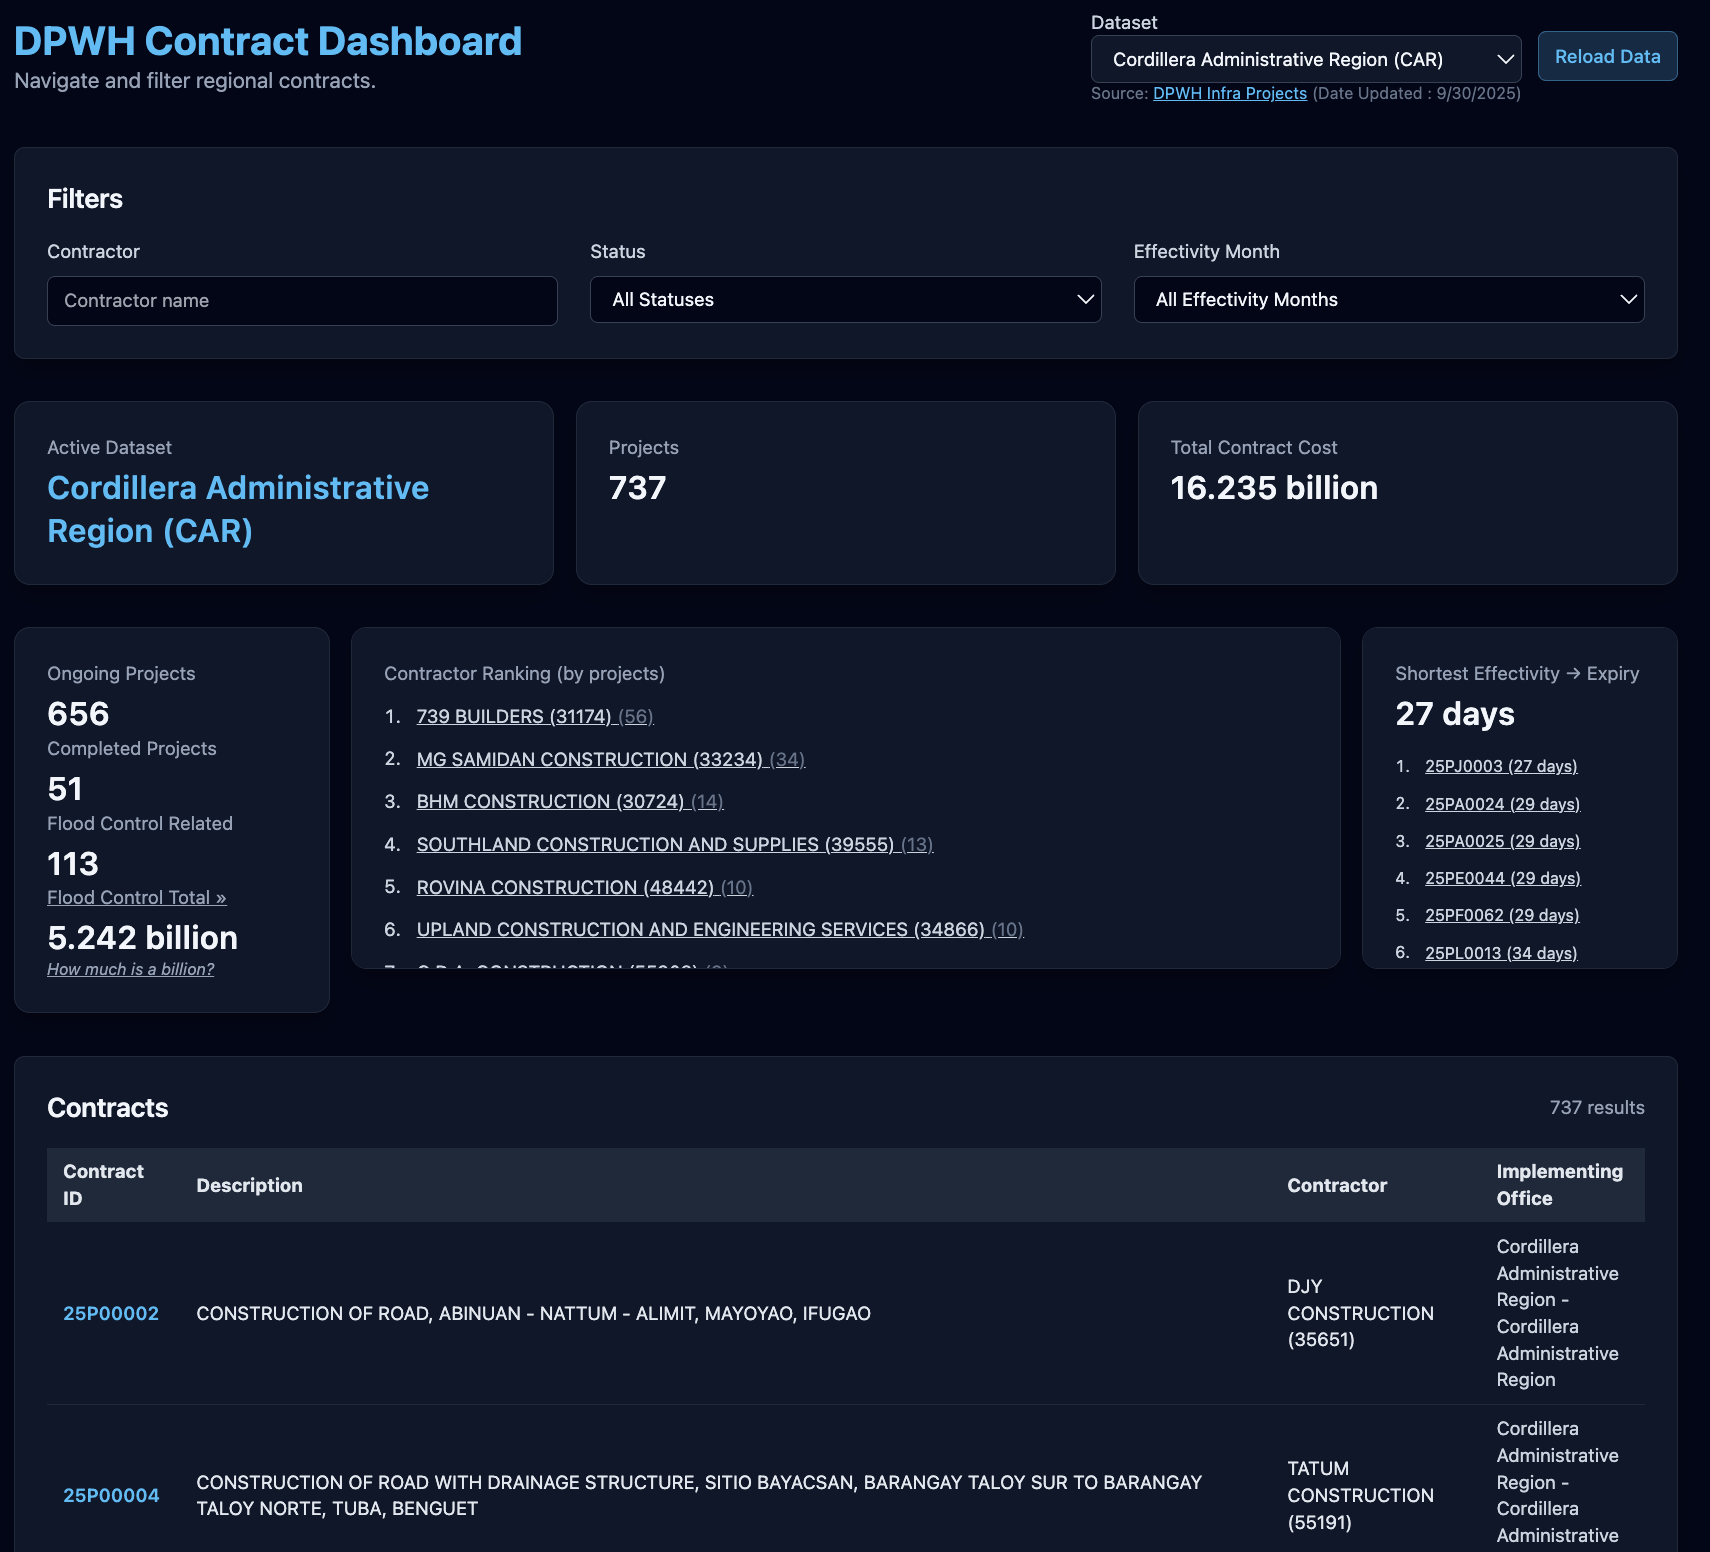 DPWH Contract Dashboard
Navigate and filter regional contracts.
Dataset
Cordillera Administrative Region (CAR)
Reload Data
Source: DPWH Infra Projects (Date Updated : 9/30/2025)
Filters
Contractor
Contractor name
Status
All Statuses
Effectivity Month
All Effectivity Months
Active Dataset
Cordillera Administrative
Region (CAR)
Projects
737
Total Contract Cost
16.235 billion
Ongoing Projects
656
Completed Projects
51
Flood Control Related
113
Flood Control Total »
5.242 billion
How much is a billion?
Contractor Ranking (by projects)
1. 739 BUILDERS (31174) (56)
2. MG SAMIDAN CONSTRUCTION (33234) (34)
3. BHM CONSTRUCTION (30724) (14)
4. SOUTHLAND CONSTRUCTION AND SUPPLIES (39555) (13)
5. ROVINA CONSTRUCTION (48442) (10)
6. UPLAND CONSTRUCTION AND ENGINEERING SERVICES (34866) (10)
Shortest Effectivity → Expiry
27 days
1. 25PJ0003 (27 days)
2. 25PA0024 (29 days)
3. 25PA0025 (29 days)
4. 25PE0044 (29 days)
5. 25PF0062 (29 days)
6. 25PL0013 (34 days)
Contracts
737 results
Contract
ID
Description
Contractor
Implementing
Office
25P00002
CONSTRUCTION OF ROAD, ABINUAN - NATTUM - ALIMIT, MAYOYAO, IFUGAO
DJY
CONSTRUCTION
(35651)
Cordillera
Administrative
Region -
Cordillera
Administrative
Region
25P00004
CONSTRUCTION OF ROAD WITH DRAINAGE STRUCTURE, SITIO BAYACSAN, BARANGAY TALOY SUR TO BARANGAY
TALOY NORTE, TUBA, BENGUET
TATUM
CONSTRUCTION
(55191)
Cordillera
Administrative
Region -
Cordillera
Administrative